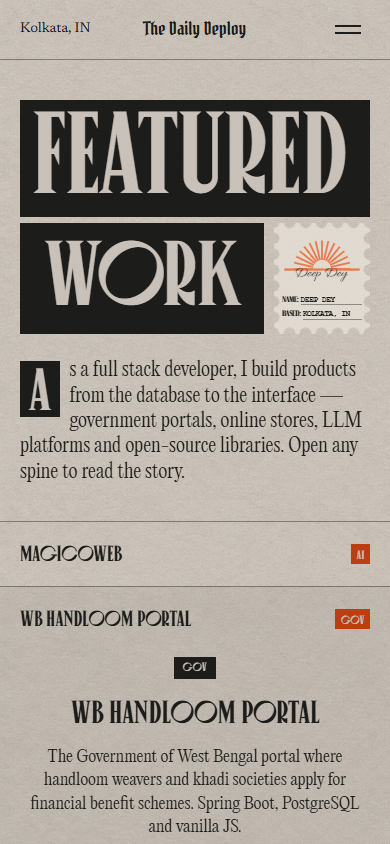 Kolkata, IN
The Daily Deploy
FEATURED
WORK
Deep Dey
NAME: DEEP DEY
BASED: KOLKATA, IN
As a full stack developer, I build products
from the database to the interface —
government portals, online stores, LLM
platforms and open-source libraries. Open any
spine to read the story.
MAGICOWEB
AI
WB HANDLOOM PORTAL
GOV
GOV
WB HANDLOOM PORTAL
The Government of West Bengal portal where
handloom weavers and khadi societies apply for
financial benefit schemes. Spring Boot, PostgreSQL
and vanilla JS.